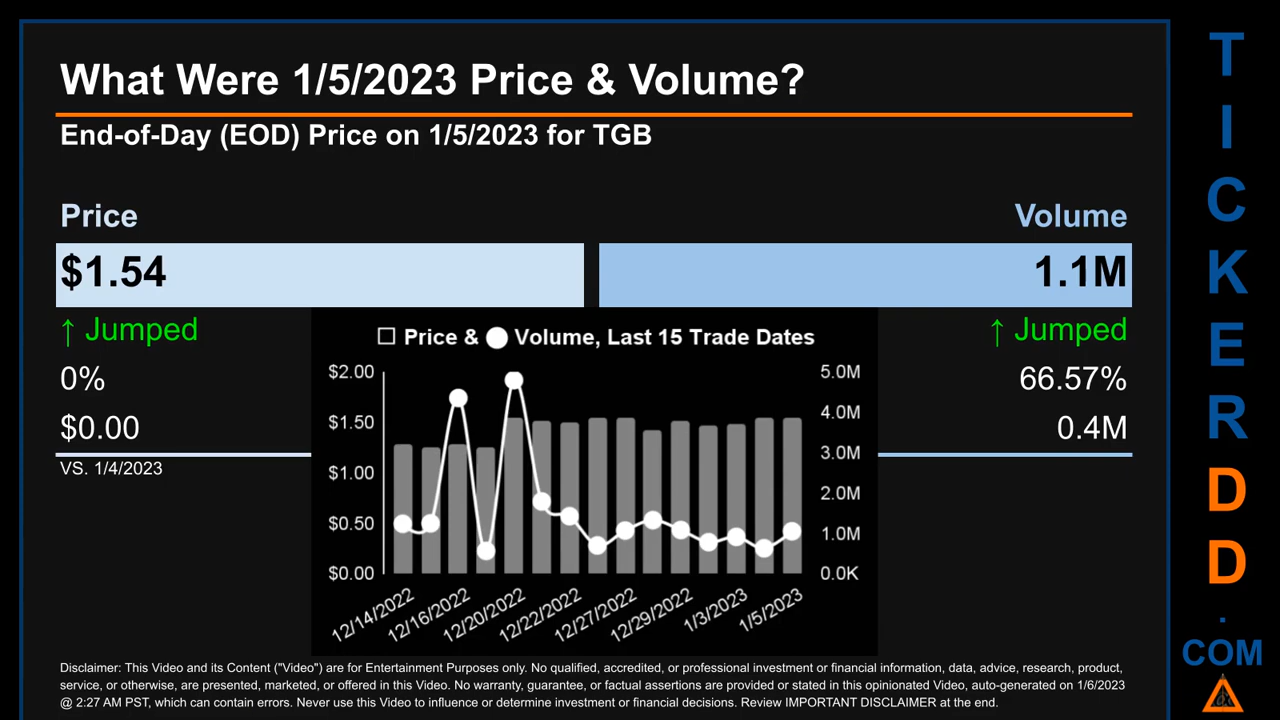 What Were 1/5/2023 Price & Volume?
End-of-Day (EOD) Price on 1/5/2023 for TGB
Price
Volume
$1.54
1.1M
↑ Jumped
↑ Jumped
0%
66.57%
$0.00
0.4M
VS. 1/4/2023
Price & Volume, Last 15 Trade Dates
$2.00
$1.50
$1.00
$0.50
$0.00
5.0M
4.0M
3.0M
2.0M
1.0M
0.0K
12/14/2022
12/16/2022
12/20/2022
12/22/2022
12/27/2022
12/29/2022
1/3/2023
1/5/2023
Disclaimer: This Video and its Content ("Video") are for Entertainment Purposes only. No qualified, accredited, or professional investment or financial information, data, advice, research, product,
service, or otherwise, are presented, marketed, or offered in this Video. No warranty, guarantee, or factual assertions are provided or stated in this opinionated Video, auto-generated on 1/6/2023
@ 2:27 AM PST, which can contain errors. Never use this Video to influence or determine investment or financial decisions. Review IMPORTANT DISCLAIMER at the end.
T
I
C
K
E
R
D
D
.
COM